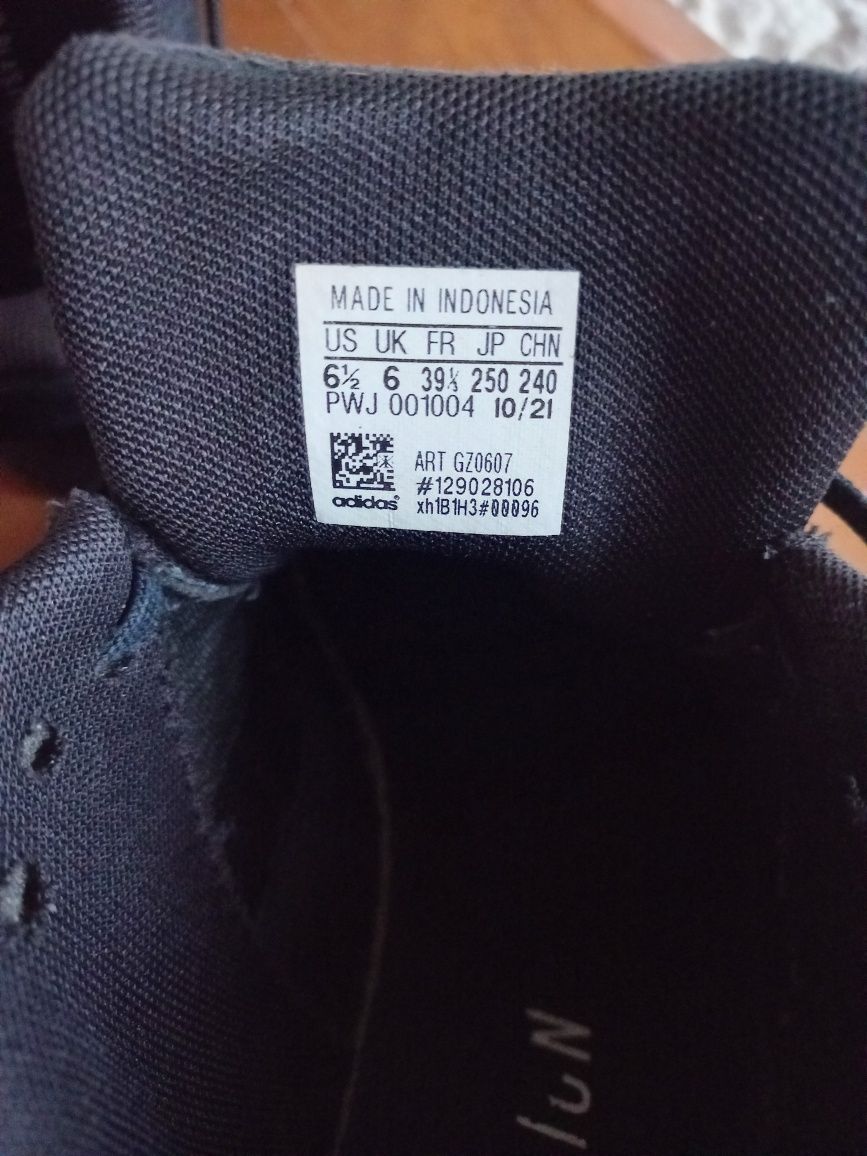 MADE IN INDONESIA
US UK FR JP CHN
6½ 6 39⅓ 250 240
PWJ 001004 10/21
ART GZ0607
#129028106
adidas® xh1B1H3#00096